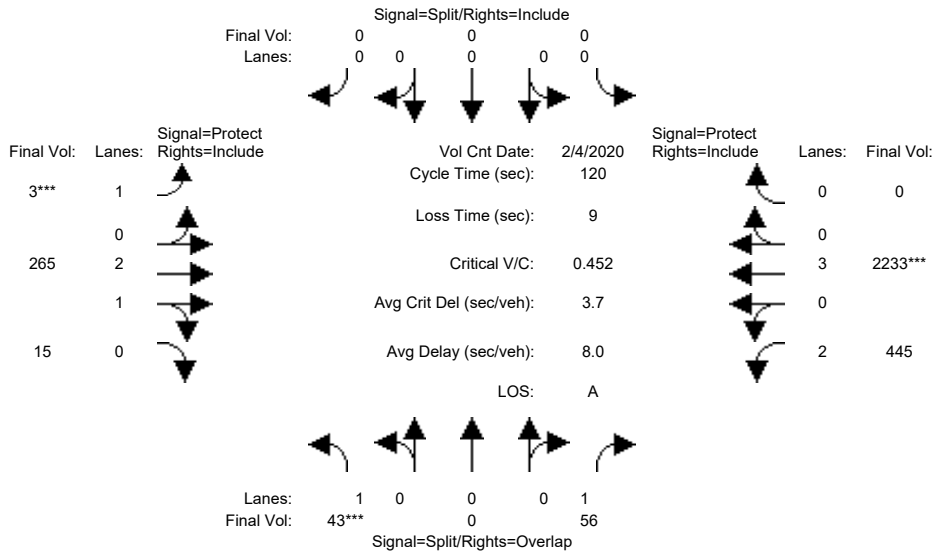 Signal=Split/Rights=Include
Final Vol: 0 0 0
Lanes: 0 0 0 0 0
Signal=Protect Signal=Protect
Final Vol: Lanes: Rights=Include Vol Cnt Date: 2/4/2020 Rights=Include Lanes: Final Vol:
Cycle Time (sec): 120
3*** 1 0 0
Loss Time (sec): 9
0 0
265 2 Critical V/C: 0.452 3 2233***
1 Avg Crit Del (sec/veh): 3.7 0
15 0 Avg Delay (sec/veh): 8.0 2 445
LOS: A
Lanes: 1 0 0 0 1
Final Vol: 43*** 0 56
Signal=Split/Rights=Overlap